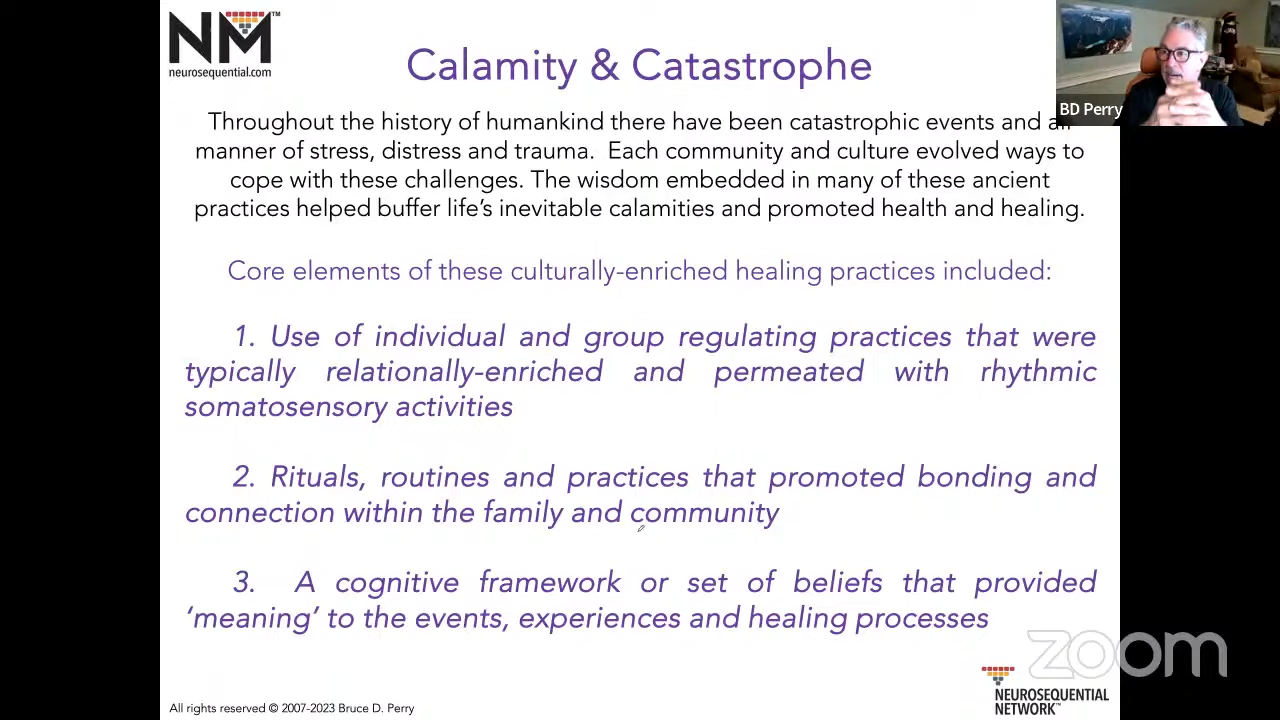 NM™
neurosequential.com
Calamity & Catastrophe
BD Perry
Throughout the history of humankind there have been catastrophic events and all
manner of stress, distress and trauma.  Each community and culture evolved ways to
cope with these challenges. The wisdom embedded in many of these ancient
practices helped buffer life’s inevitable calamities and promoted health and healing.
Core elements of these culturally-enriched healing practices included:
1. Use of individual and group regulating practices that were
typically relationally-enriched and permeated with rhythmic
somatosensory activities
2. Rituals, routines and practices that promoted bonding and
connection within the family and community
3. A cognitive framework or set of beliefs that provided
‘meaning’ to the events, experiences and healing processes
zoom
NEUROSEQUENTIAL
NETWORK™
All rights reserved © 2007-2023 Bruce D. Perry